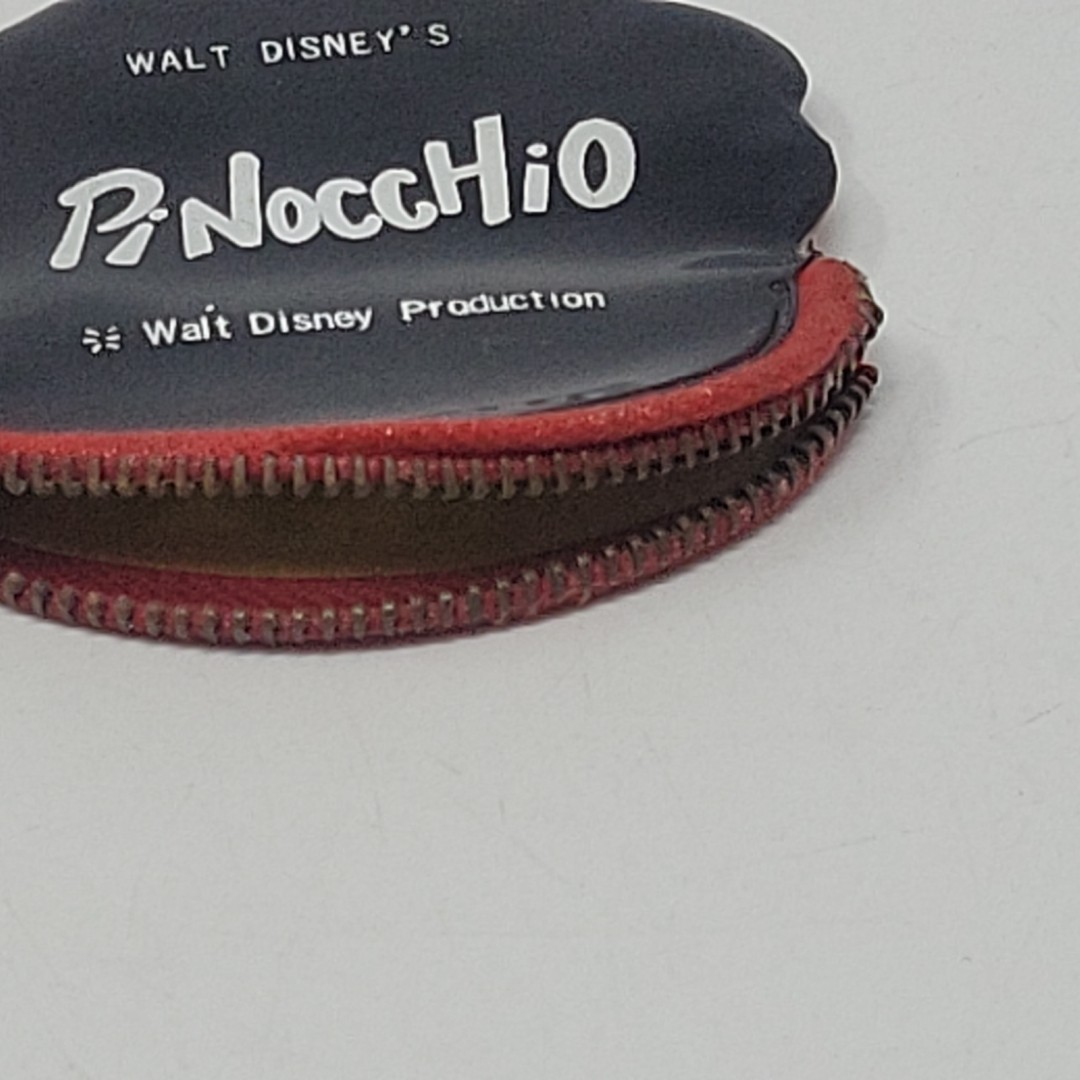 WALT DISNEY'S
PiNoccHiO
Walt Disney Production